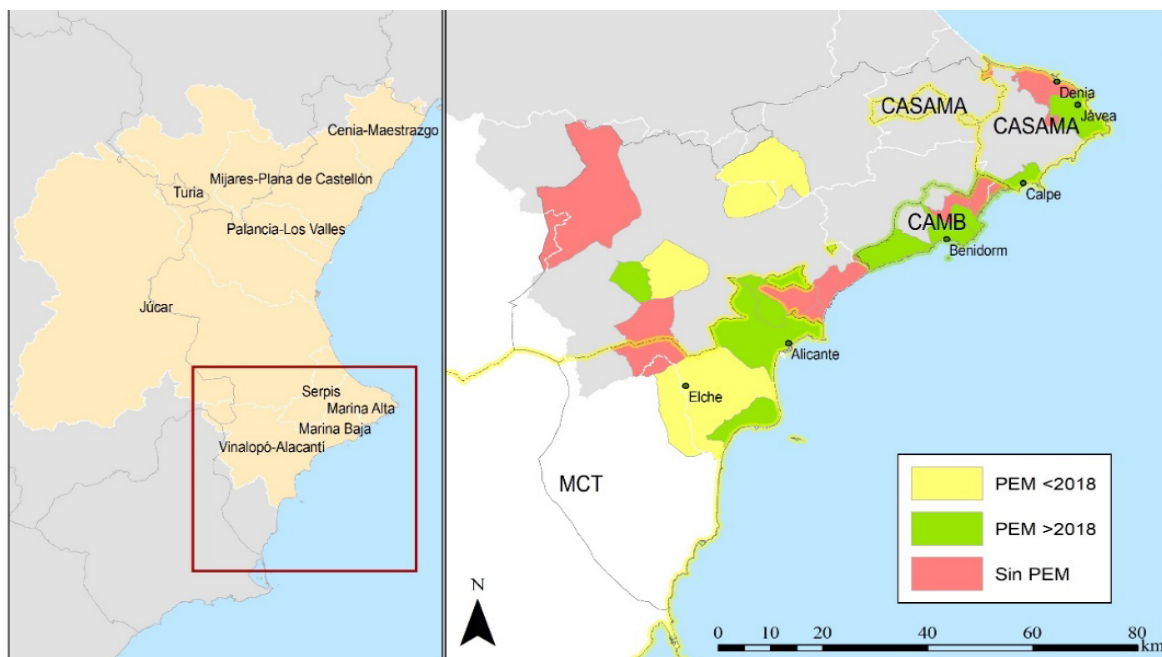 Cenia-Maestrazgo
Mijares-Plana de Castellón
Turia
Palancia-Los Valles
Júcar
Serpis
Marina Alta
Marina Baja
Vinalopó-Alacantí
CASAMA
Denia
Jávea
CASAMA
Calpe
CAMB
Benidorm
Alicante
Elche
MCT
PEM <2018
PEM >2018
Sin PEM
N
0 10 20 40 60 80
km